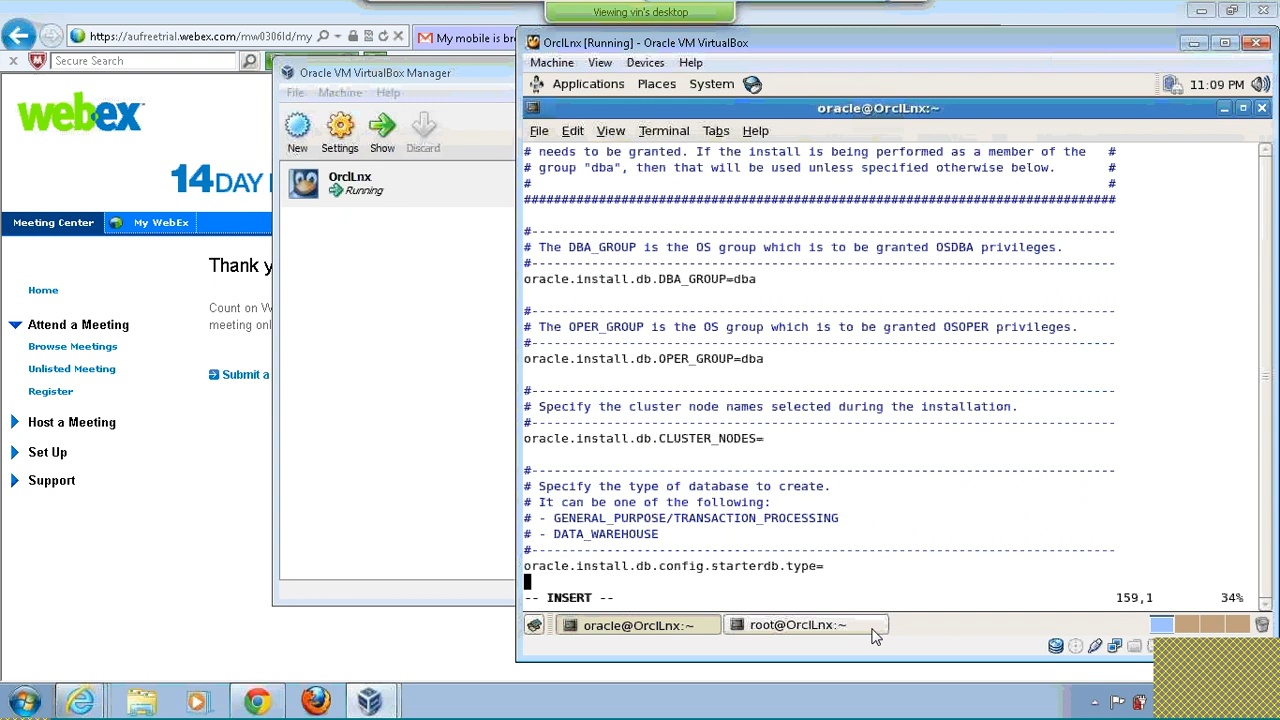 Viewing vin's desktop
https://aufreetrial.webex.com/mw0306ld/my
My mobile is br
Secure Search
webex
14 DAY
Meeting Center
My WebEx
Home
Attend a Meeting
Browse Meetings
Unlisted Meeting
Register
Host a Meeting
Set Up
Support
Thank y
Count on W
meeting onl
Submit a
Oracle VM VirtualBox Manager
File Machine Help
New Settings Show Discard
OrclLnx
Running
OrclLnx [Running] - Oracle VM VirtualBox
Machine View Devices Help
Applications Places System
11:09 PM
oracle@OrclLnx:~
File Edit View Terminal Tabs Help
# needs to be granted. If the install is being performed as a member of the #
# group "dba", then that will be used unless specified otherwise below. #
# #
###############################################################################
#------------------------------------------------------------------------------
# The DBA_GROUP is the OS group which is to be granted OSDBA privileges.
#------------------------------------------------------------------------------
oracle.install.db.DBA_GROUP=dba
#------------------------------------------------------------------------------
# The OPER_GROUP is the OS group which is to be granted OSOPER privileges.
#------------------------------------------------------------------------------
oracle.install.db.OPER_GROUP=dba
#------------------------------------------------------------------------------
# Specify the cluster node names selected during the installation.
#------------------------------------------------------------------------------
oracle.install.db.CLUSTER_NODES=
#------------------------------------------------------------------------------
# Specify the type of database to create.
# It can be one of the following:
# - GENERAL_PURPOSE/TRANSACTION_PROCESSING
# - DATA_WAREHOUSE
#------------------------------------------------------------------------------
oracle.install.db.config.starterdb.type=
-- INSERT -- 159,1 34%
oracle@OrclLnx:~
root@OrclLnx:~